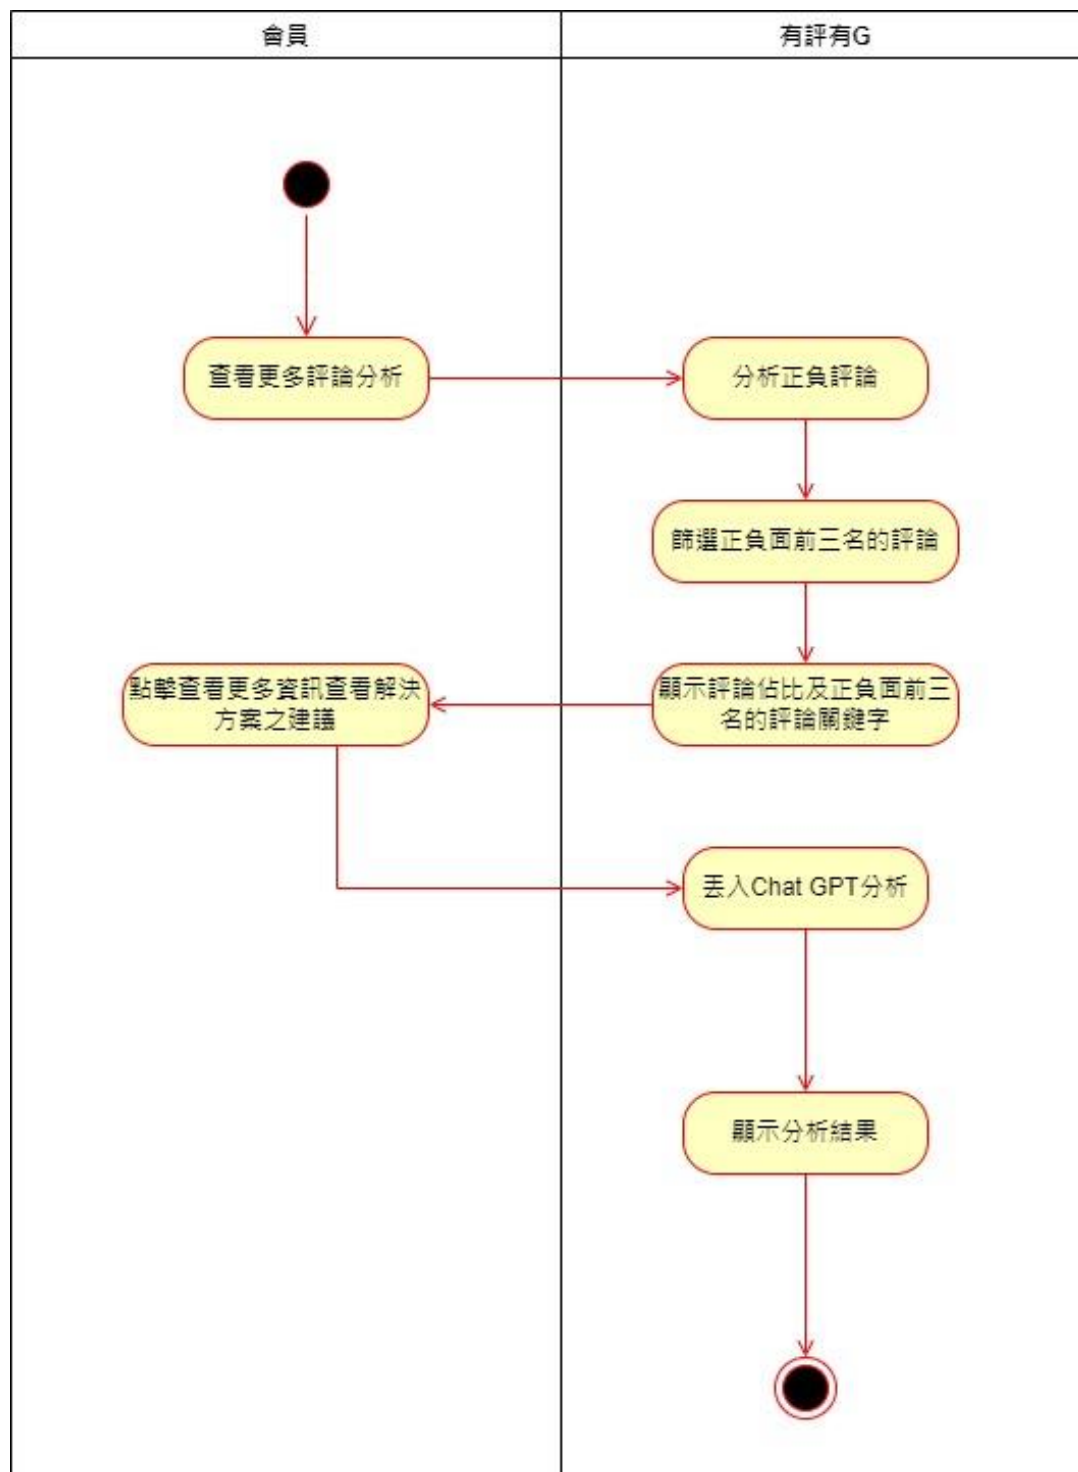 會員
有評有G
查看更多評論分析
分析正負評論
篩選正負面前三名的評論
顯示評論佔比及正負面前三
名的評論關鍵字
點擊查看更多資訊查看解決
方案之建議
丟入Chat GPT分析
顯示分析結果